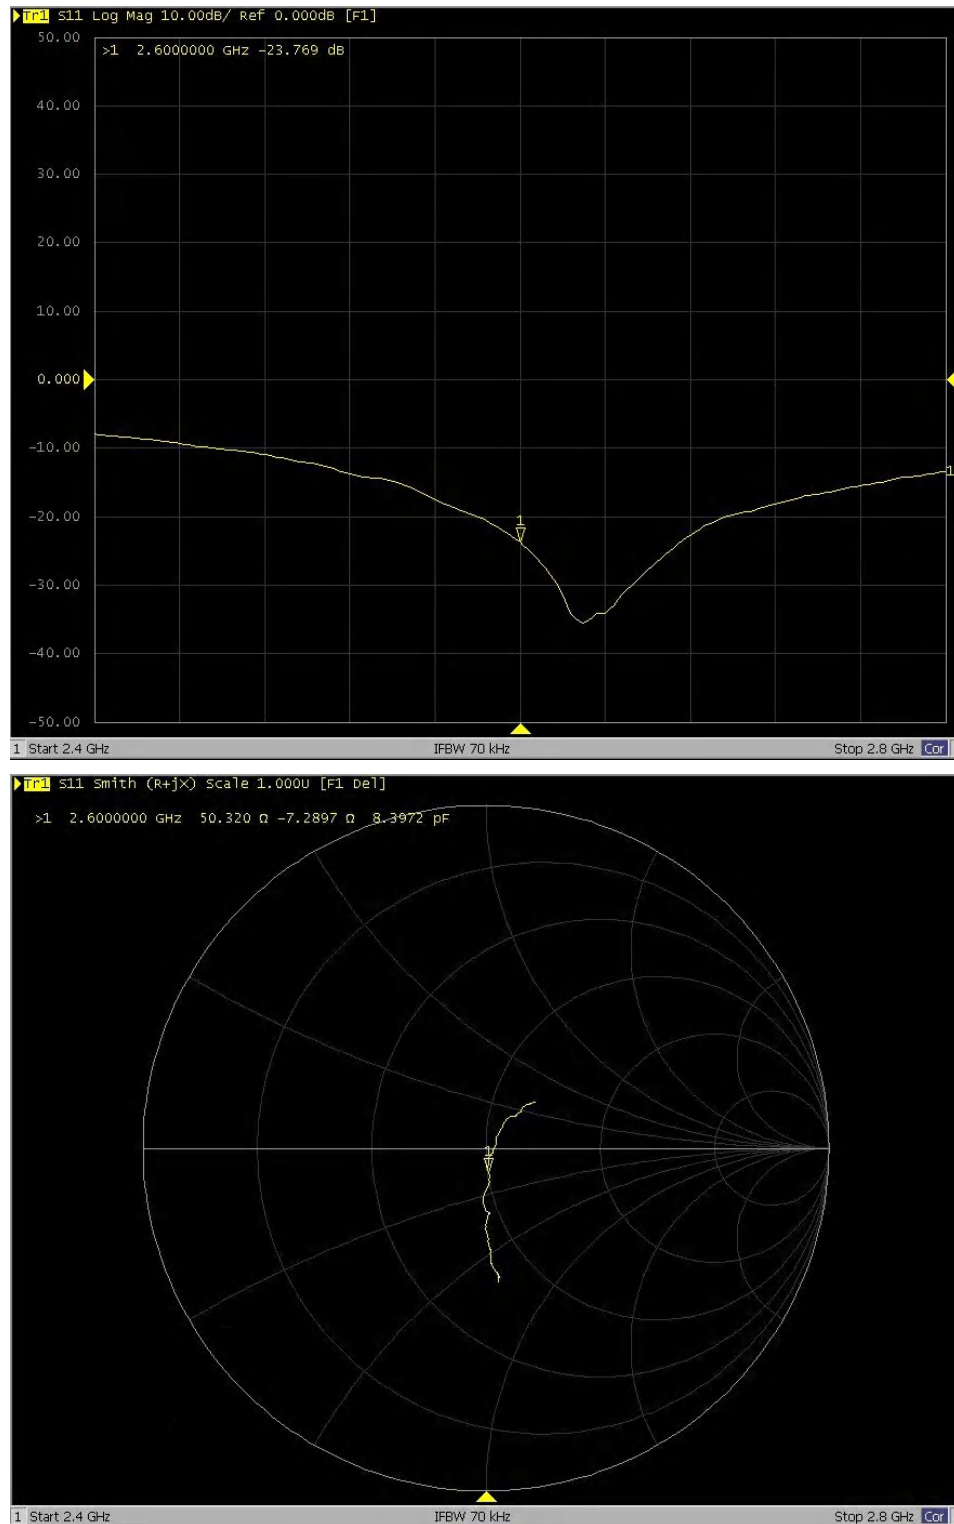 Tr1 S11 Log Mag 10.00dB/ Ref 0.000dB [F1]
50.00
>1 2.6000000 GHz -23.769 dB
40.00
30.00
20.00
10.00
0.000
-10.00
1
-20.00
1
-30.00
-40.00
-50.00
1 Start 2.4 GHz IFBW 70 kHz Stop 2.8 GHz Cor
Tr1 S11 Smith (R+jX) Scale 1.000U [F1 Del]
>1 2.6000000 GHz 50.320 Ω -7.2897 Ω 8.3972 pF
1
1 Start 2.4 GHz IFBW 70 kHz Stop 2.8 GHz Cor